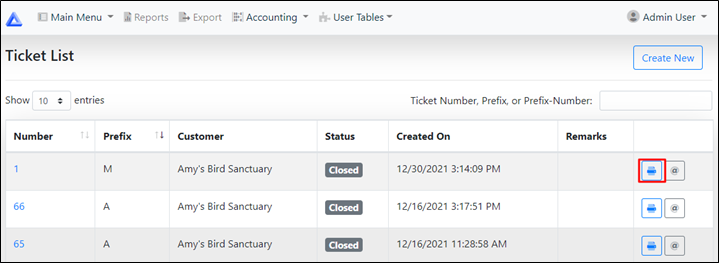 Main Menu Reports Export Accounting User Tables Admin User
Ticket List Create New
Show 10 entries Ticket Number, Prefix, or Prefix-Number:
Number Prefix Customer Status Created On Remarks
1 M Amy's Bird Sanctuary Closed 12/30/2021 3:14:09 PM @
66 A Amy's Bird Sanctuary Closed 12/16/2021 3:17:51 PM @
65 A Amy's Bird Sanctuary Closed 12/16/2021 11:28:58 AM @